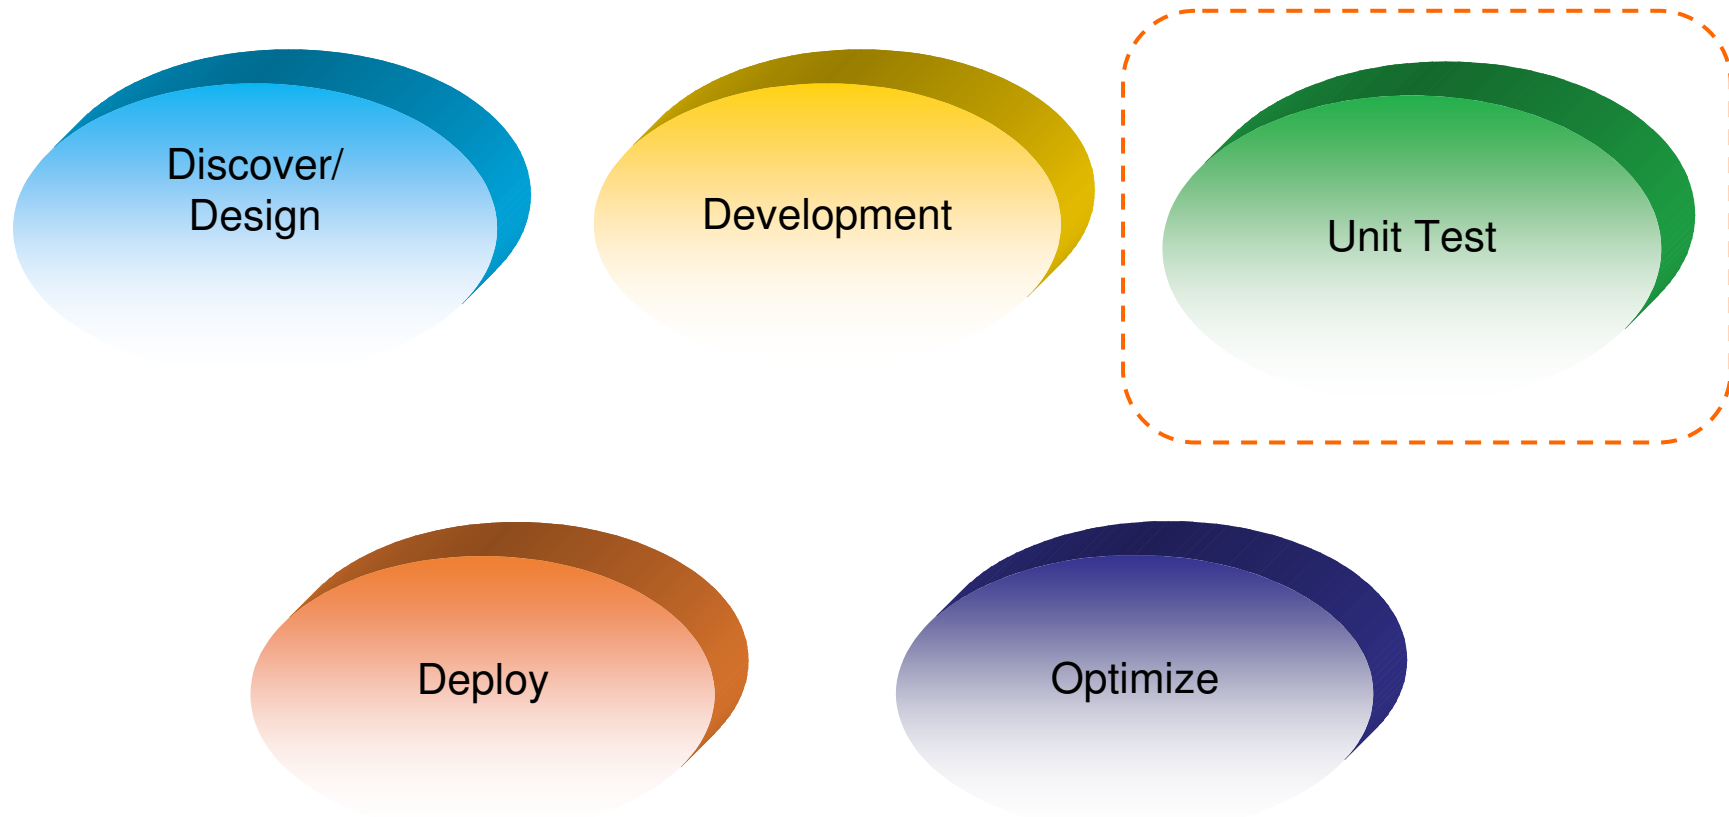 Discover/
Design
Development
Unit Test
Deploy
Optimize